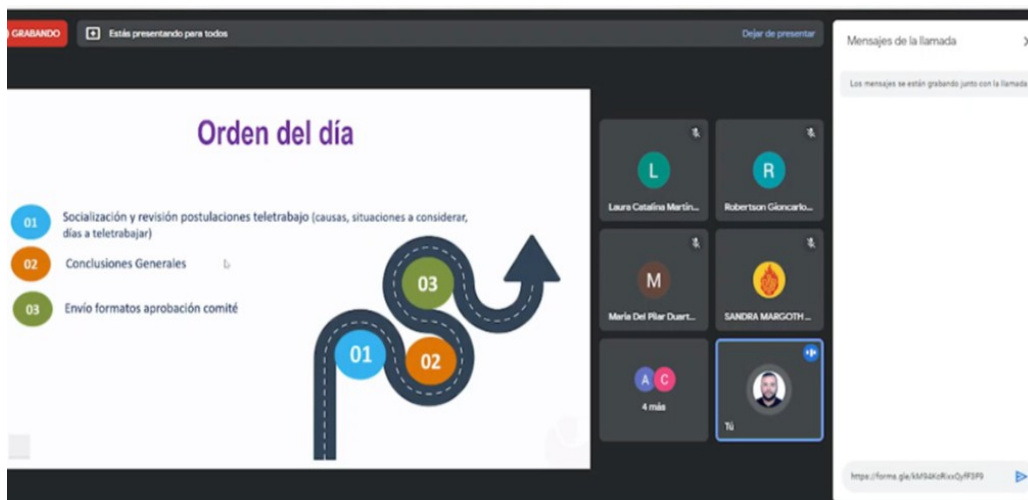 GRABANDO
Estás presentando para todos
Dejar de presentar
Mensajes de la llamada
Los mensajes se están grabando junto con la llamada
Orden del día
01
Socialización y revisión postulaciones teletrabajo (causas, situaciones a considerar,
días a teletrabajar)
02
Conclusiones Generales
03
Envío formatos aprobación comité
03
01
02
L
Laura Catalina Martín...
R
Robertson Gioncarlo...
M
Maria Del Pilar Duart...
SANDRA MARGOTH ...
A C
4 más
Tú